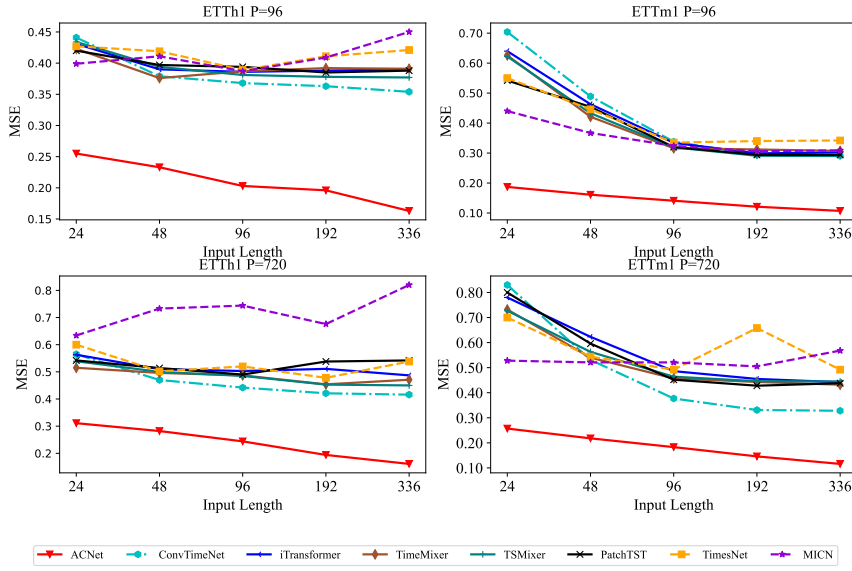 ETTh1 P=96
MSE
0.45
0.40
0.35
0.30
0.25
0.20
0.15
24 48 96 192 336
Input Length
ETTm1 P=96
MSE
0.70
0.60
0.50
0.40
0.30
0.20
0.10
24 48 96 192 336
Input Length
ETTh1 P=720
MSE
0.8
0.7
0.6
0.5
0.4
0.3
0.2
24 48 96 192 336
Input Length
ETTm1 P=720
MSE
0.80
0.70
0.60
0.50
0.40
0.30
0.20
0.10
24 48 96 192 336
Input Length
ACNet ConvTimeNet iTransformer TimeMixer TSMixer PatchTST TimesNet MICN